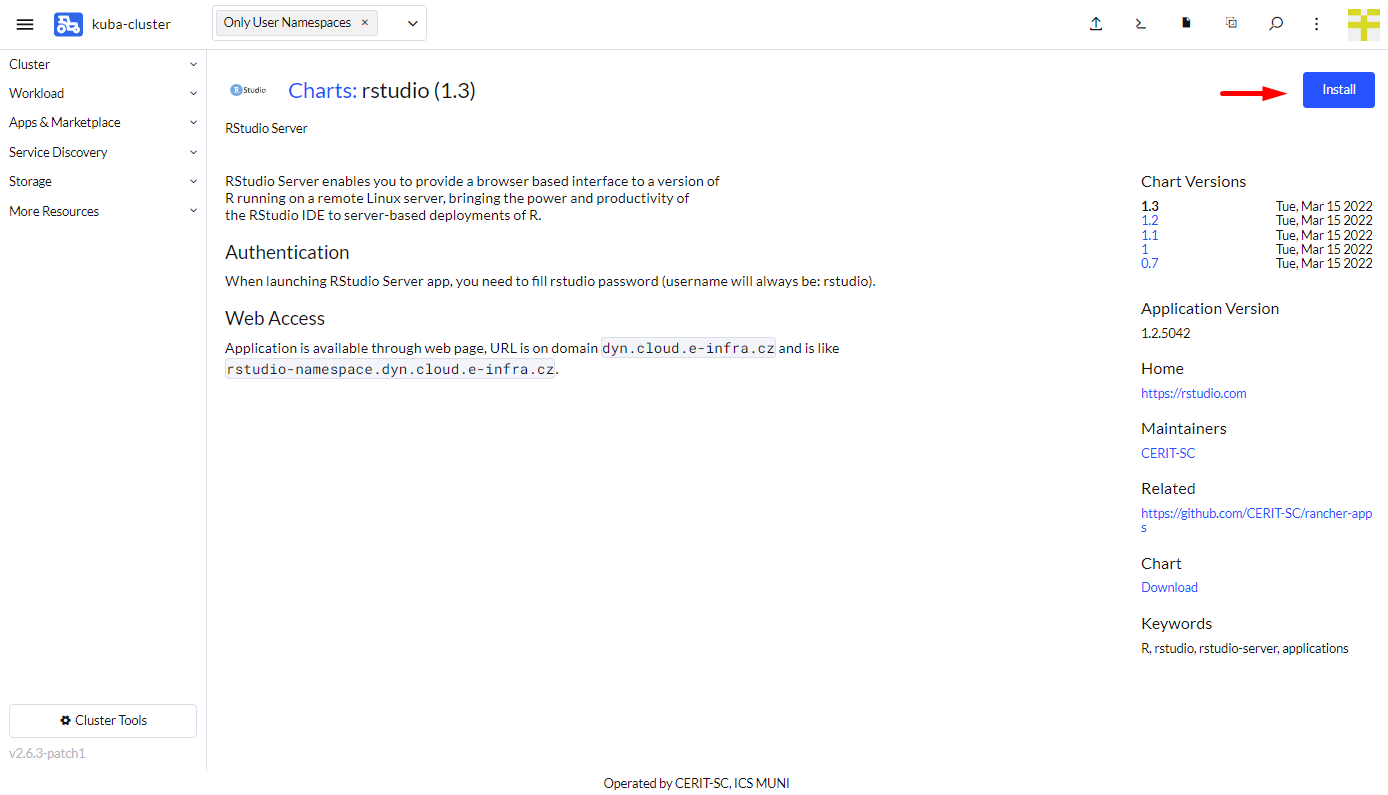 kuba-cluster
Only User Namespaces ×
Cluster
Workload
Apps & Marketplace
Service Discovery
Storage
More Resources
Cluster Tools
v2.6.3-patch1
R Studio
Charts: rstudio (1.3)
Install
RStudio Server
RStudio Server enables you to provide a browser based interface to a version of
R running on a remote Linux server, bringing the power and productivity of
the RStudio IDE to server-based deployments of R.
Authentication
When launching RStudio Server app, you need to fill rstudio password (username will always be: rstudio).
Web Access
Application is available through web page, URL is on domain dyn.cloud.e-infra.cz and is like
rstudio-namespace.dyn.cloud.e-infra.cz.
Chart Versions
1.3 Tue, Mar 15 2022
1.2 Tue, Mar 15 2022
1.1 Tue, Mar 15 2022
1 Tue, Mar 15 2022
0.7 Tue, Mar 15 2022
Application Version
1.2.5042
Home
https://rstudio.com
Maintainers
CERIT-SC
Related
https://github.com/CERIT-SC/rancher-app
s
Chart
Download
Keywords
R, rstudio, rstudio-server, applications
Operated by CERIT-SC, ICS MUNI